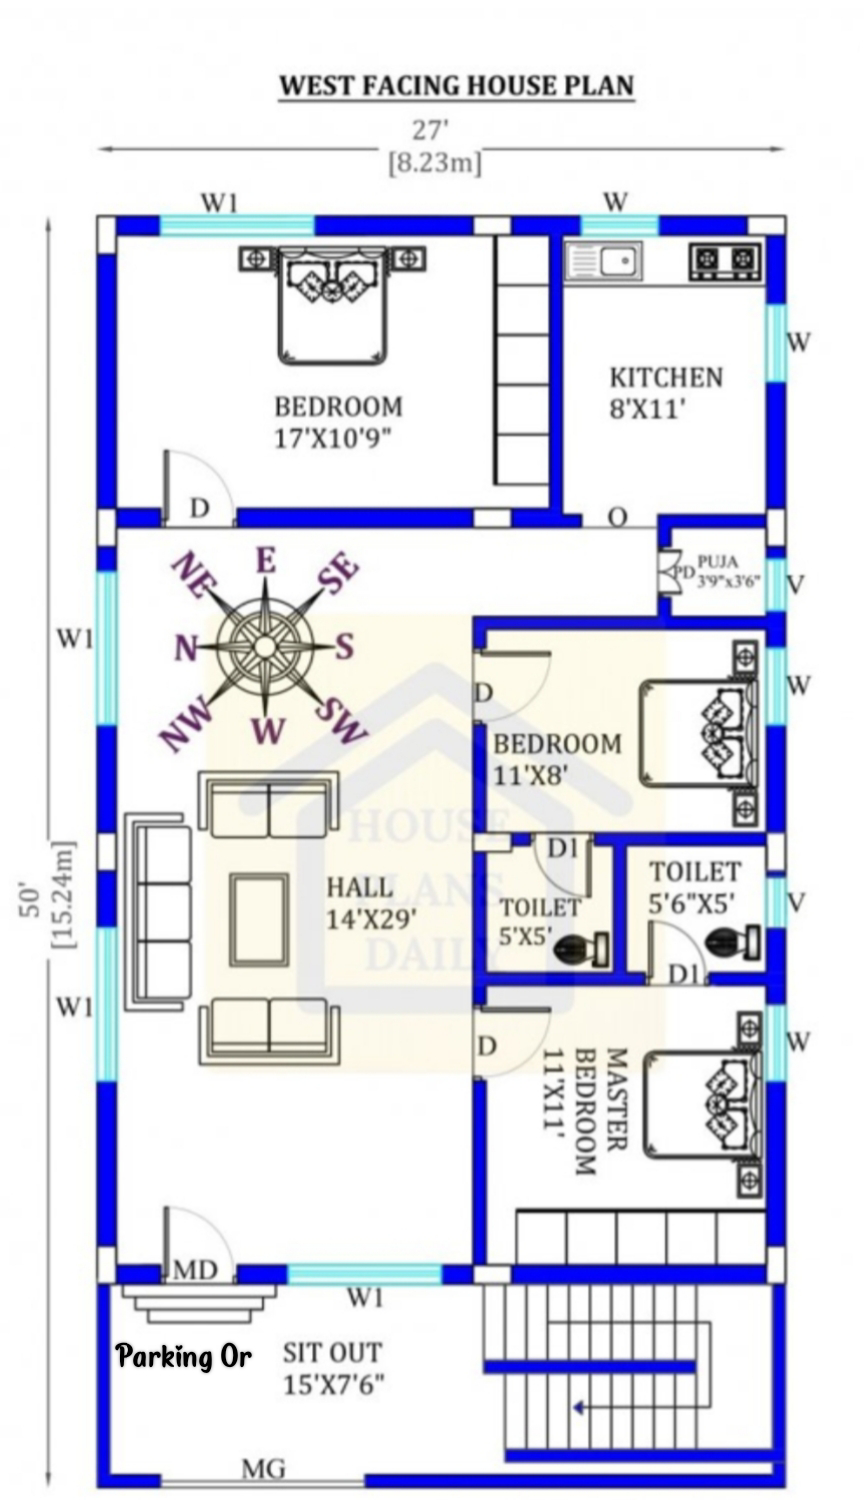 WEST FACING HOUSE PLAN
27'
[8.23m]
W1
W
W
KITCHEN
8'X11'
BEDROOM
17'X10'9"
D
O
NE
E
SE
PD
PUJA
3'9"x3'6"
V
W1
N
S
NW
W
SW
D
W
BEDROOM
11'X8'
HOUSE
PLANS
DAILY
50'
[15.24m]
HALL
14'X29'
D1
TOILET
5'X5'
TOILET
5'6"X5'
V
D1
W1
D
MASTER
BEDROOM
11'X11'
W
MD
W1
Parking Or
SIT OUT
15'X7'6"
MG